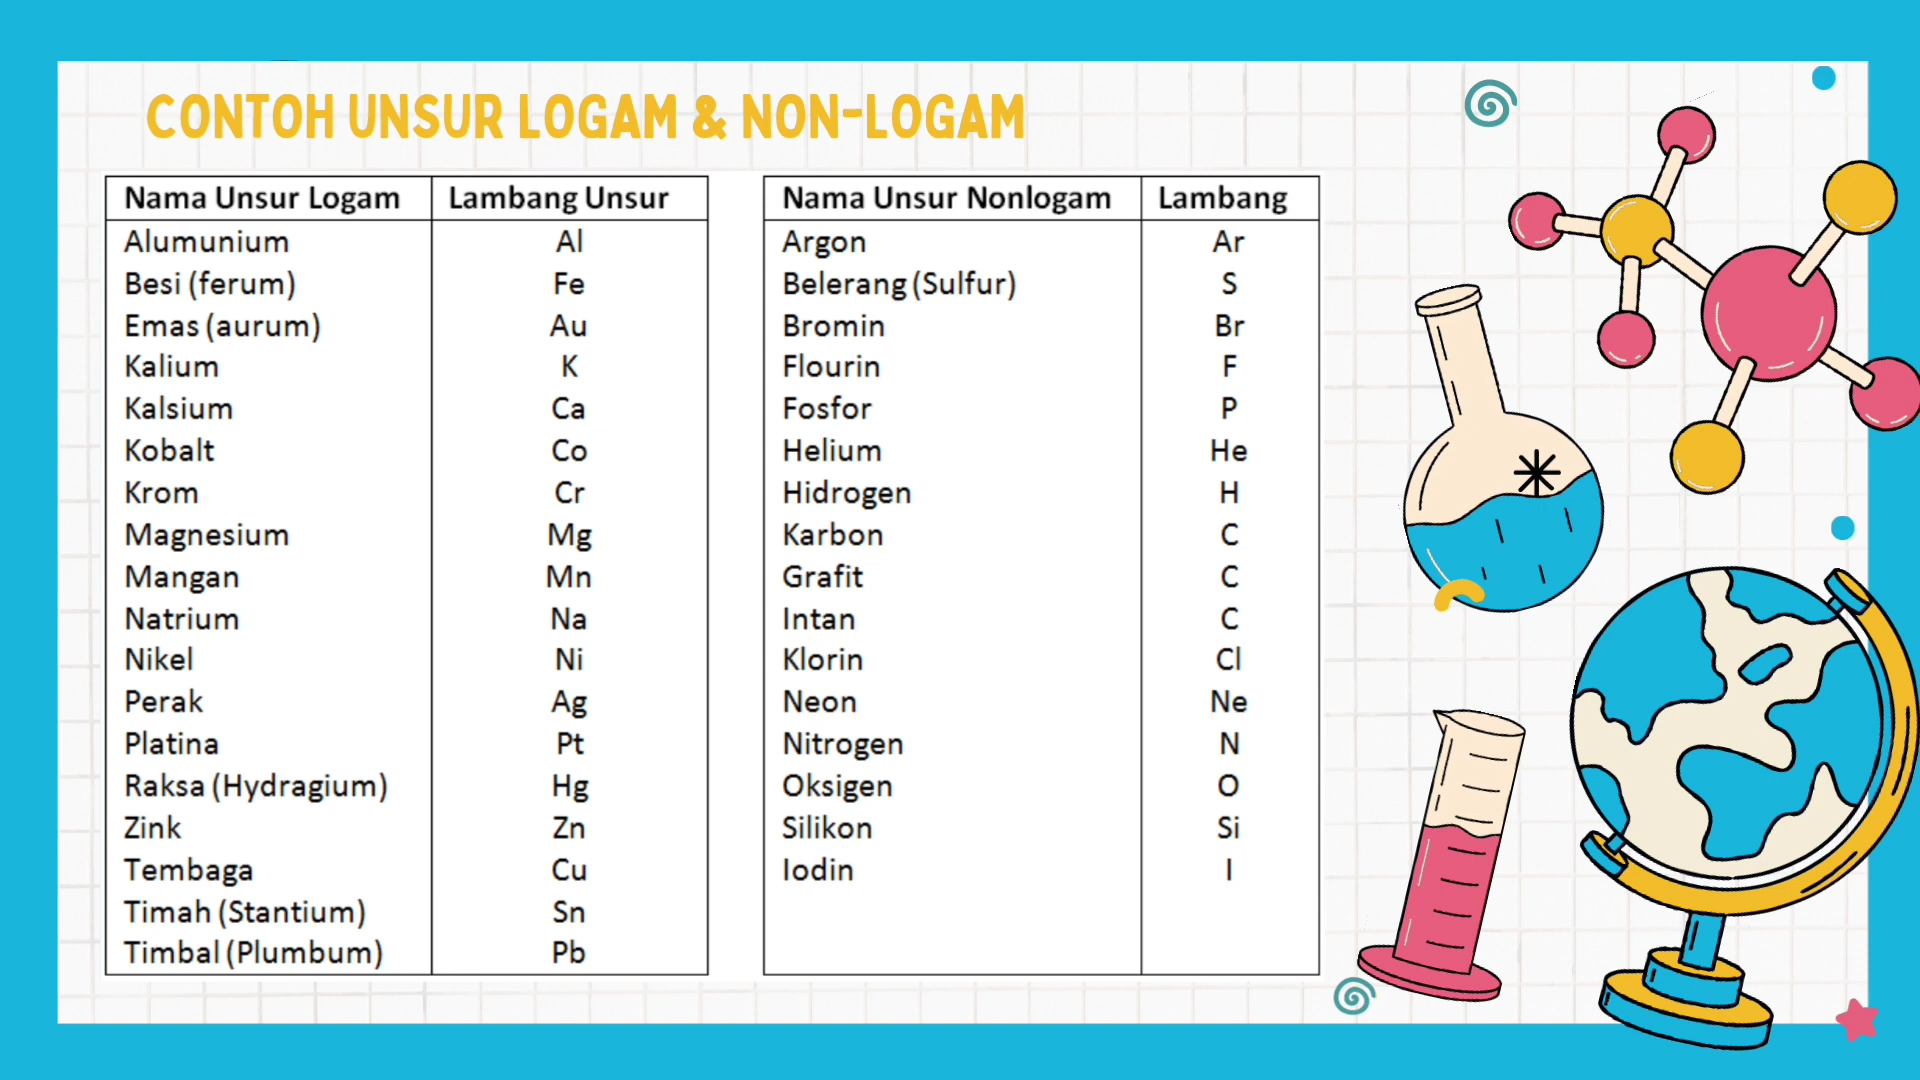 CONTOH UNSUR LOGAM & NON-LOGAM
Nama Unsur Logam Lambang Unsur
Alumunium Al
Besi (ferum) Fe
Emas (aurum) Au
Kalium K
Kalsium Ca
Kobalt Co
Krom Cr
Magnesium Mg
Mangan Mn
Natrium Na
Nikel Ni
Perak Ag
Platina Pt
Raksa (Hydragium) Hg
Zink Zn
Tembaga Cu
Timah (Stantium) Sn
Timbal (Plumbum) Pb
Nama Unsur Nonlogam Lambang
Argon Ar
Belerang (Sulfur) S
Bromin Br
Flourin F
Fosfor P
Helium He
Hidrogen H
Karbon C
Grafit C
Intan C
Klorin Cl
Neon Ne
Nitrogen N
Oksigen O
Silikon Si
Iodin I